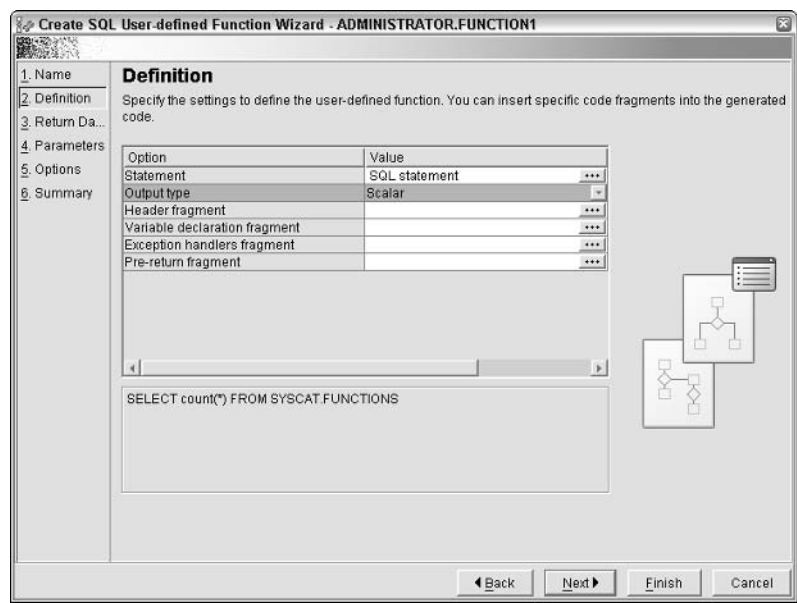 Create SQL User-defined Function Wizard - ADMINISTRATOR.FUNCTION1
1. Name
2. Definition
3. Return Da...
4. Parameters
5. Options
6. Summary
Definition
Specify the settings to define the user-defined function. You can insert specific code fragments into the generated
code.
Option Value
Statement SQL statement ...
Output type Scalar
Header fragment ...
Variable declaration fragment ...
Exception handlers fragment ...
Pre-return fragment ...
SELECT count(*) FROM SYSCAT.FUNCTIONS
Back Next Finish Cancel